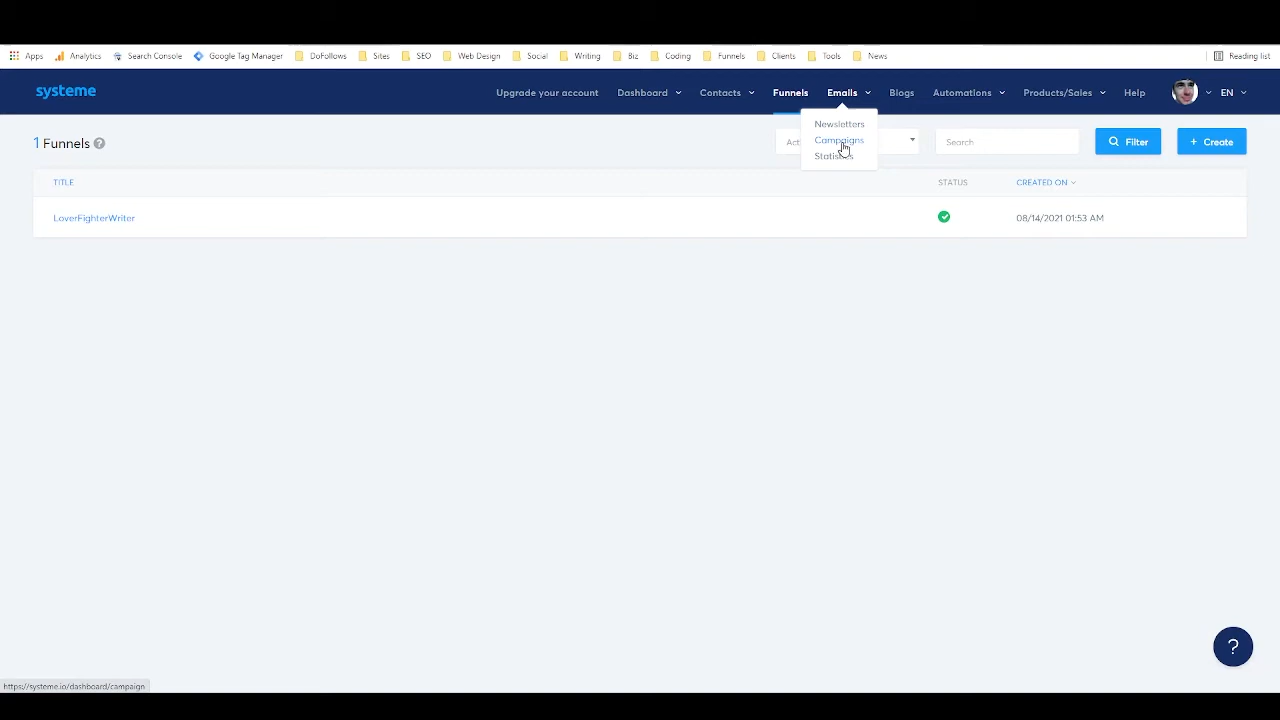 Apps Analytics Search Console Google Tag Manager DoFollows Sites SEO Web Design Social Writing Biz Coding Funnels Clients Tools News Reading list
systeme Upgrade your account Dashboard Contacts Funnels Emails Blogs Automations Products/Sales Help EN
Newsletters
Campaigns
1 Funnels ? Search Filter + Create
TITLE STATUS CREATED ON
LoverFighterWriter 08/14/2021 01:53 AM
?
https://systeme.io/dashboard/campaign